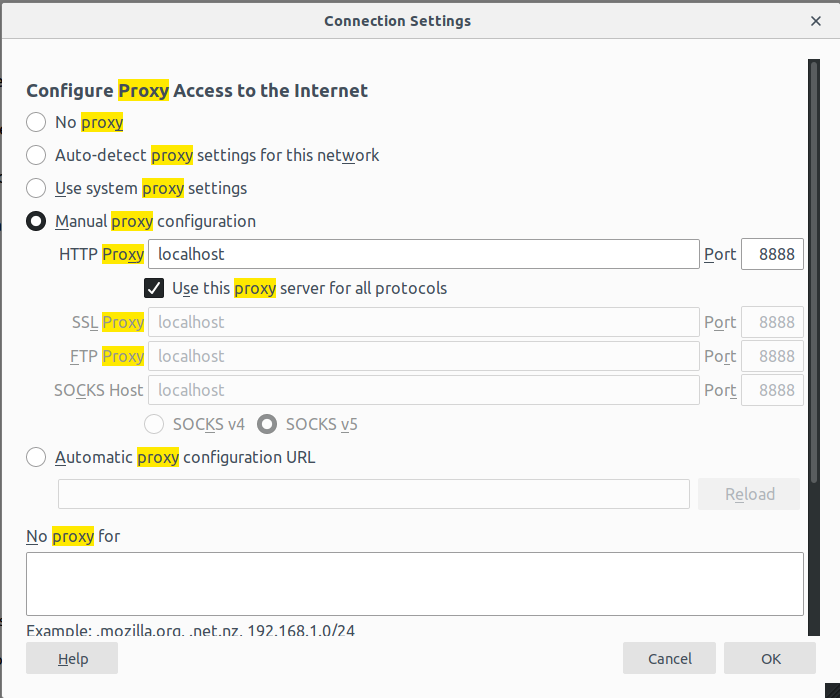 Connection Settings
Configure Proxy Access to the Internet
No proxy
Auto-detect proxy settings for this network
Use system proxy settings
Manual proxy configuration
HTTP Proxy localhost Port 8888
Use this proxy server for all protocols
SSL Proxy localhost Port 8888
FTP Proxy localhost Port 8888
SOCKS Host localhost Port 8888
SOCKS v4 SOCKS v5
Automatic proxy configuration URL
Reload
No proxy for
Example: .mozilla.org, .net.nz, 192.168.1.0/24
Help Cancel OK